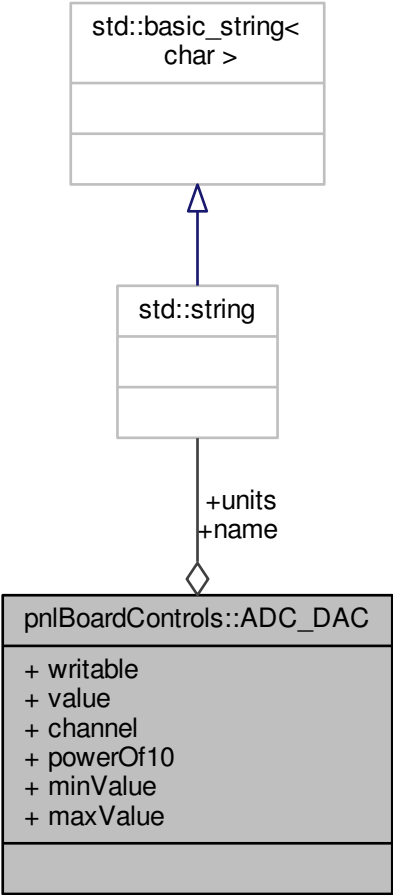 std::basic_string<
char >
std::string
+units
+name
pnlBoardControls::ADC_DAC
+ writable
+ value
+ channel
+ powerOf10
+ minValue
+ maxValue